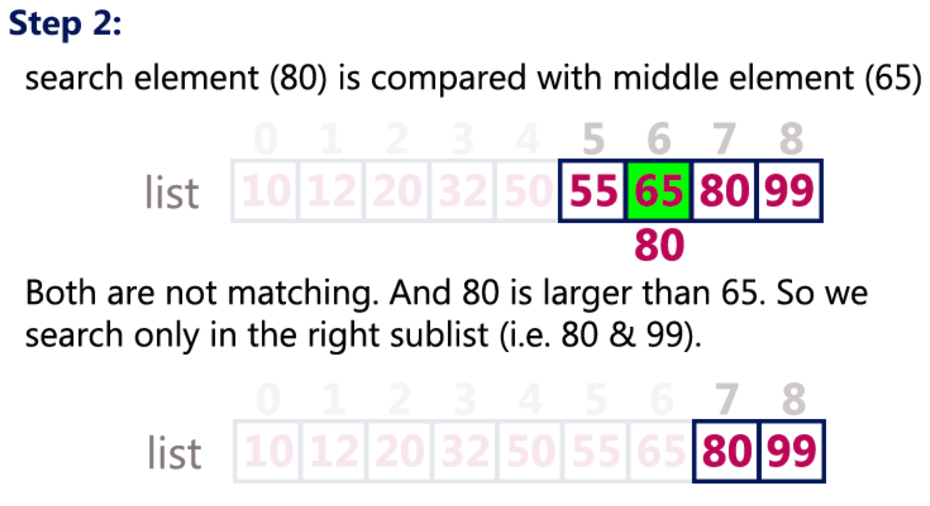 Step 2:
search element (80) is compared with middle element (65)
0 1 2 3 4 5 6 7 8
list 10 12 20 32 50 55 65 80 99
80
Both are not matching. And 80 is larger than 65. So we
search only in the right sublist (i.e. 80 & 99).
0 1 2 3 4 5 6 7 8
list 10 12 20 32 50 55 65 80 99